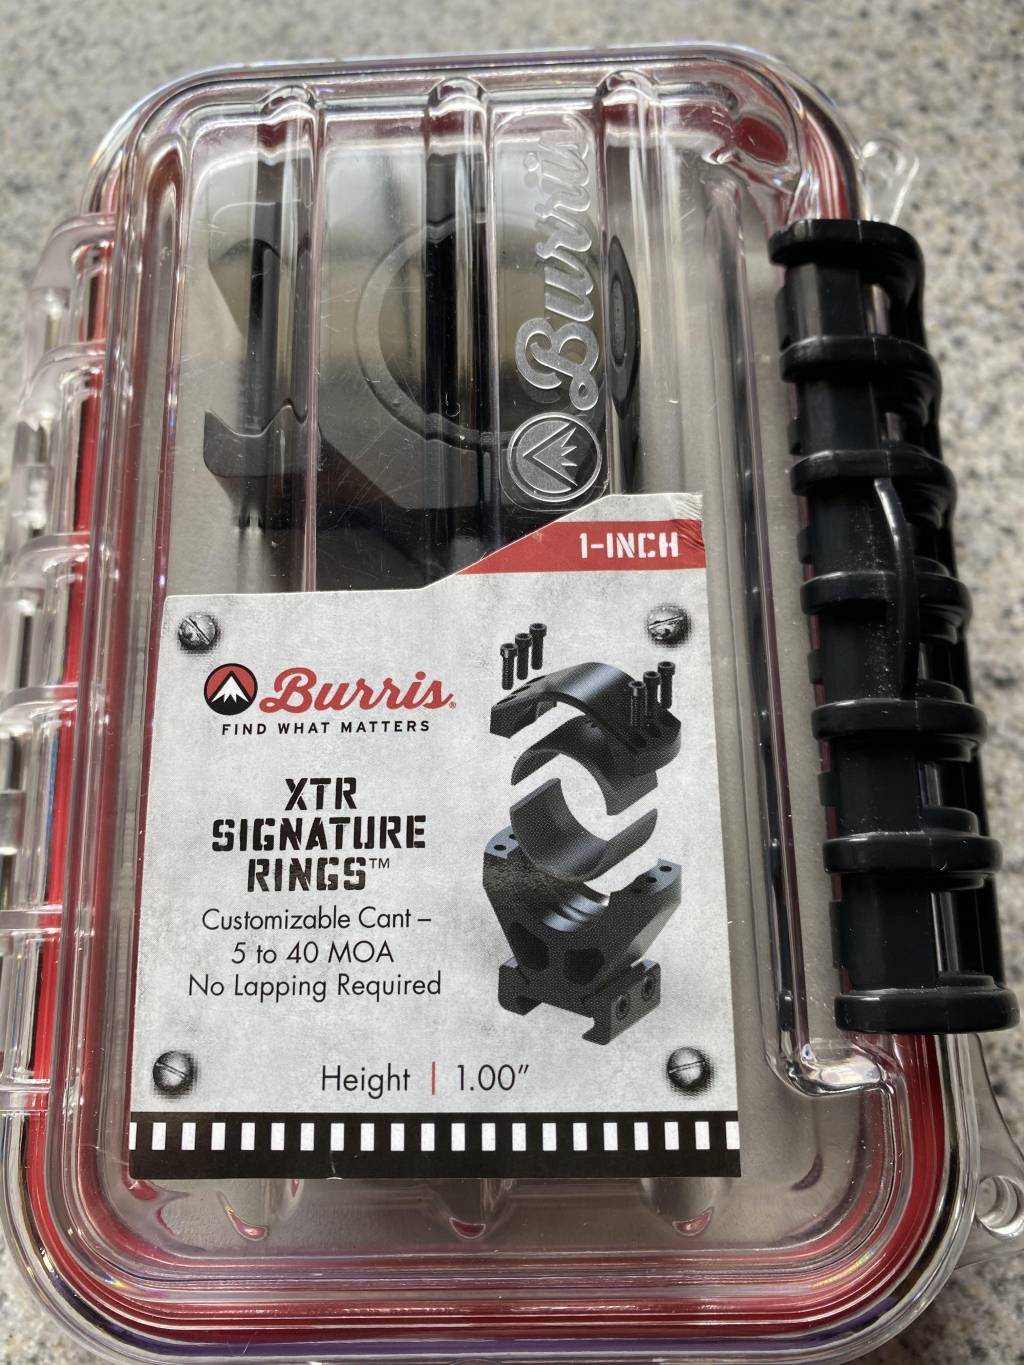 Burris
1-INCH
Burris®
FIND WHAT MATTERS
XTR
SIGNATURE
RINGS™
Customizable Cant –
5 to 40 MOA
No Lapping Required
Height | 1.00"